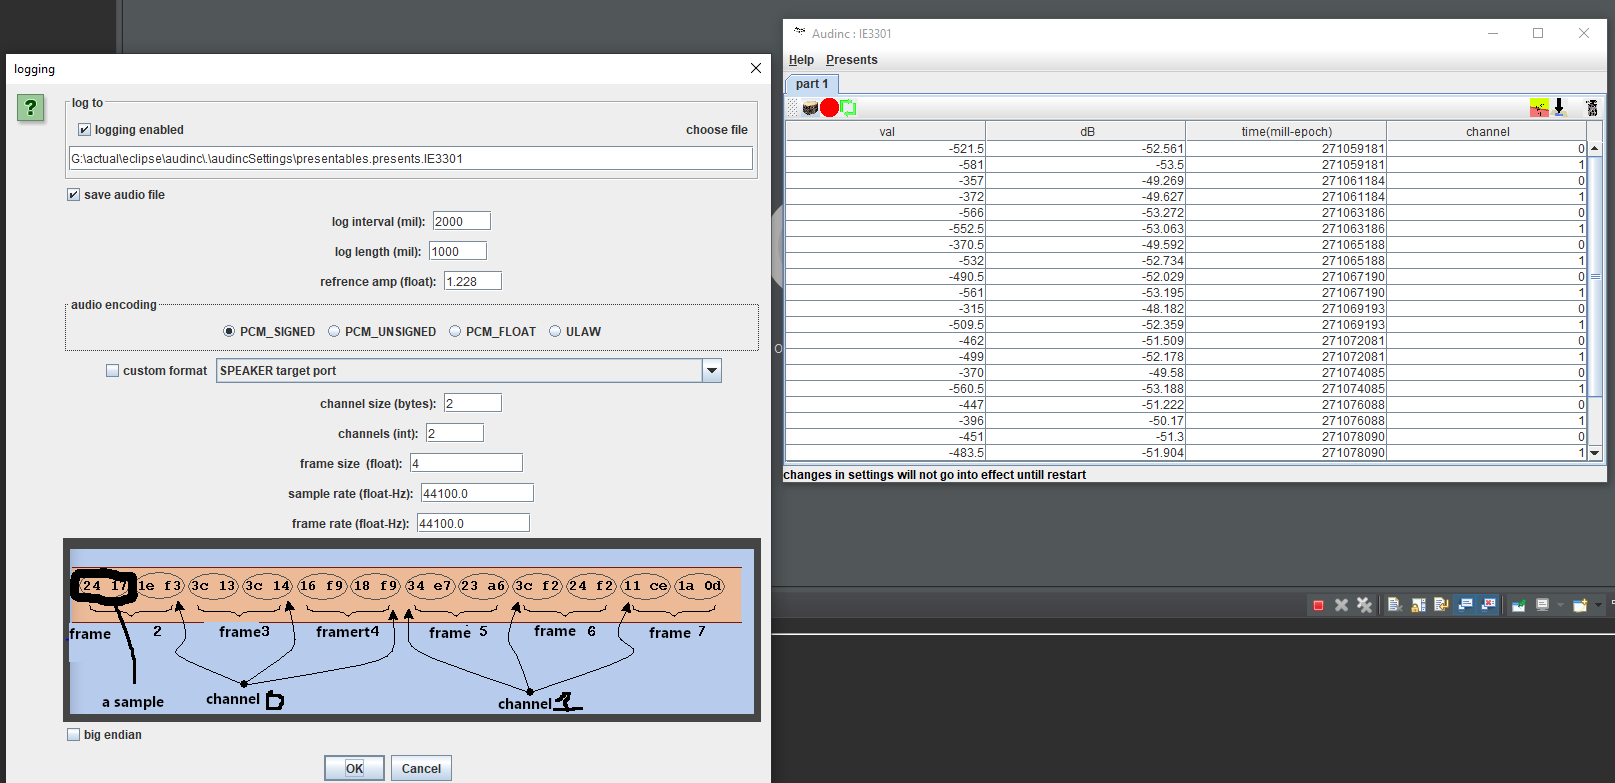 logging
log to
logging enabled
choose file
G:\actual\eclipse\audinc\.\audincSettings\presentables.presents.IE3301
save audio file
log interval (mil): 2000
log length (mil): 1000
refrence amp (float): 1.228
audio encoding
PCM_SIGNED PCM_UNSIGNED PCM_FLOAT ULAW
custom format SPEAKER target port
channel size (bytes): 2
channels (int): 2
frame size (float): 4
sample rate (float-Hz): 44100.0
frame rate (float-Hz): 44100.0
24 17 1e f3 3c 13 3c 14 16 f9 18 f9 34 e7 23 a6 3c f2 24 f2 11 ce 1a 0d
frame 2 frame3 framert4 frame 5 frame 6 frame 7
a sample channel b channel 1
big endian
OK Cancel
Audinc : IE3301
Help Presents
part 1
val dB time(mill-epoch) channel
-521.5 -52.561 271059181 0
-581 -53.5 271059181 1
-357 -49.269 271061184 0
-372 -49.627 271061184 1
-566 -53.272 271063186 0
-552.5 -53.063 271063186 1
-370.5 -49.592 271065188 0
-532 -52.734 271065188 1
-490.5 -52.029 271067190 0
-561 -53.195 271067190 1
-315 -48.182 271069193 0
-509.5 -52.359 271069193 1
-462 -51.509 271072081 0
-499 -52.178 271072081 1
-370 -49.58 271074085 0
-560.5 -53.188 271074085 1
-447 -51.222 271076088 0
-396 -50.17 271076088 1
-451 -51.3 271078090 0
-483.5 -51.904 271078090 1
changes in settings will not go into effect untill restart